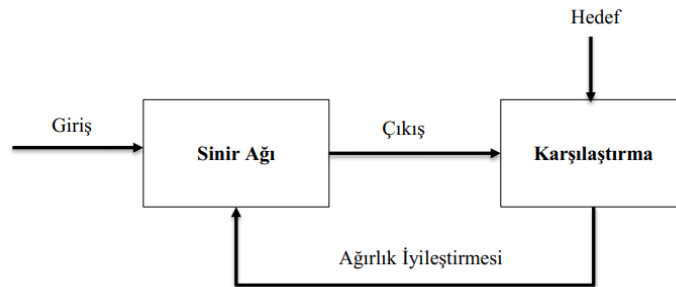 Hedef
Giriş
Çıkış
Sinir Ağı
Karşılaştırma
Ağırlık İyileştirmesi